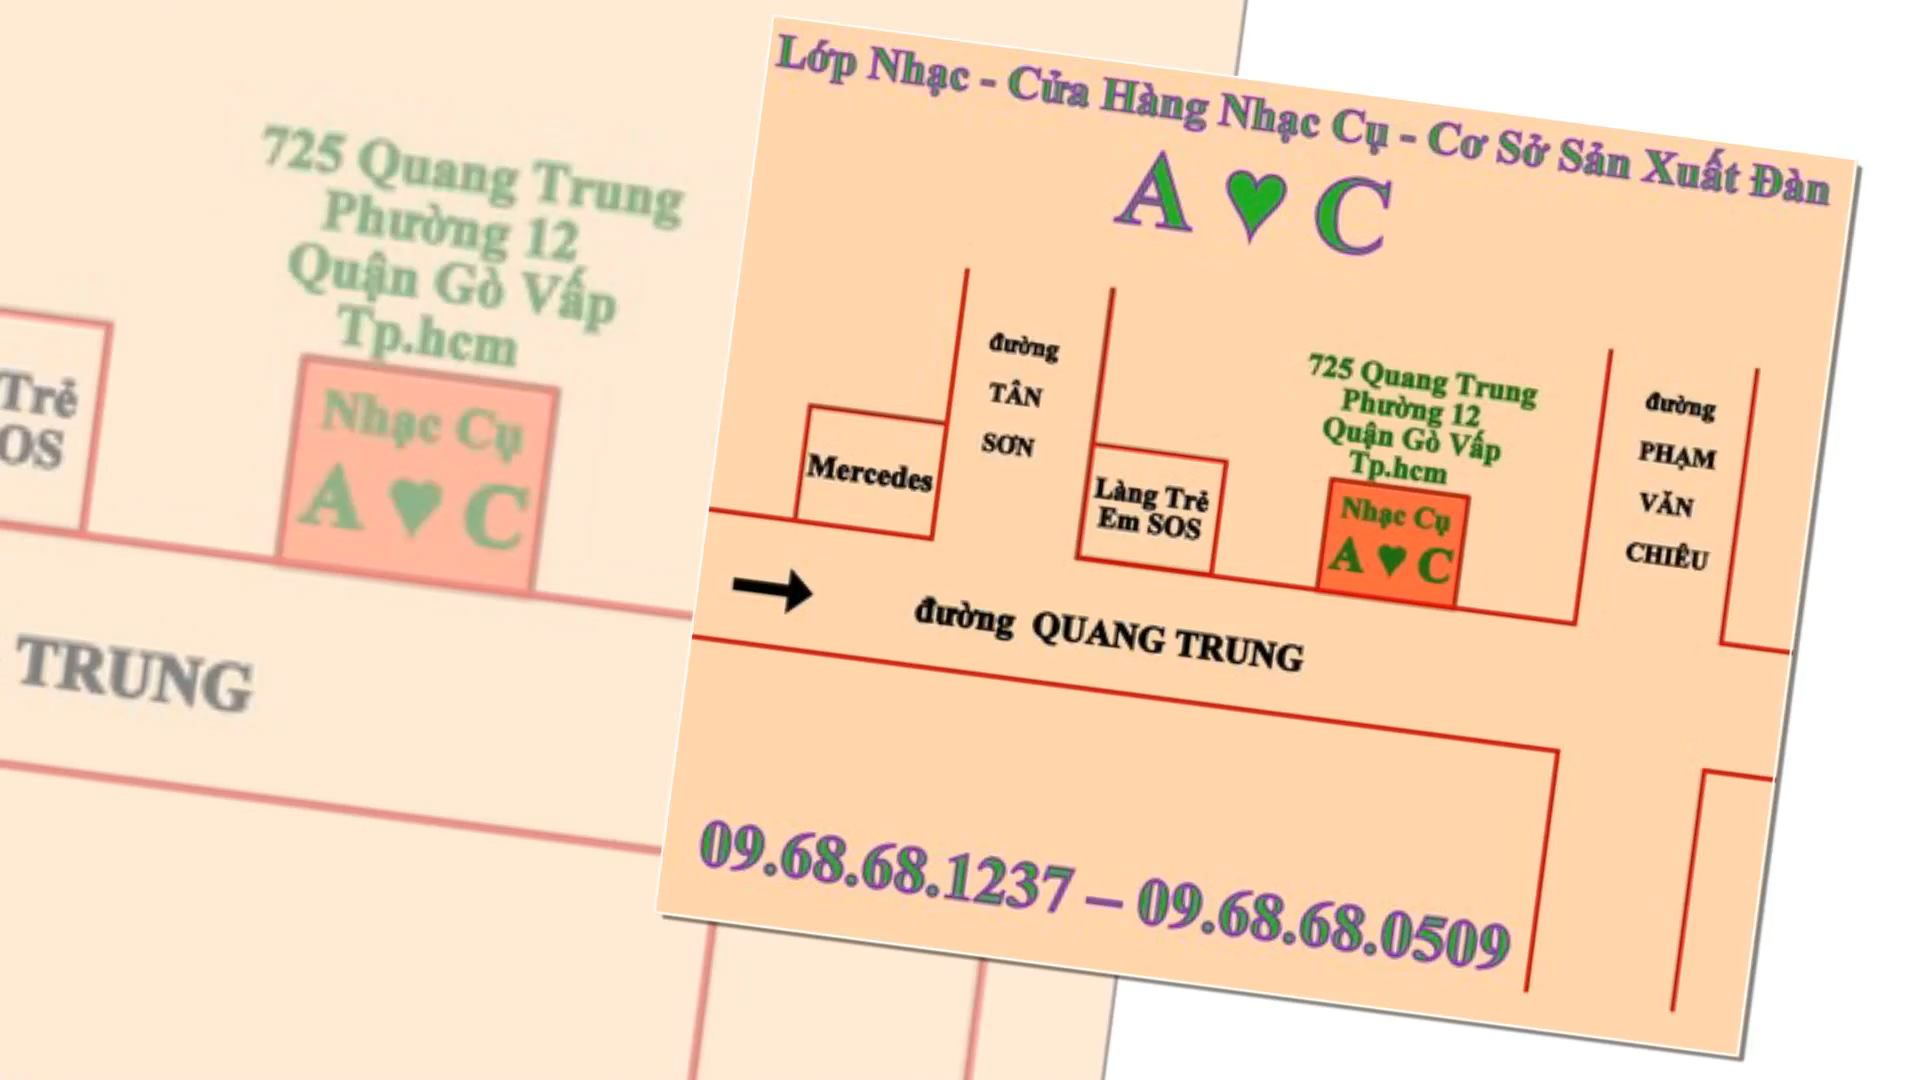 725 Quang Trung
Phường 12
Quận Gò Vấp
Tp.hcm
Trẻ
OS
Nhạc Cụ
A ♥ C
TRUNG
Lớp Nhạc - Cửa Hàng Nhạc Cụ - Cơ Sở Sản Xuất Đàn
A ♥ C
đường
TÂN
SƠN
Mercedes
Làng Trẻ
Em SOS
725 Quang Trung
Phường 12
Quận Gò Vấp
Tp.hcm
Nhạc Cụ
A ♥ C
đường
PHẠM
VĂN
CHIÊU
đường QUANG TRUNG
09.68.68.1237 – 09.68.68.0509